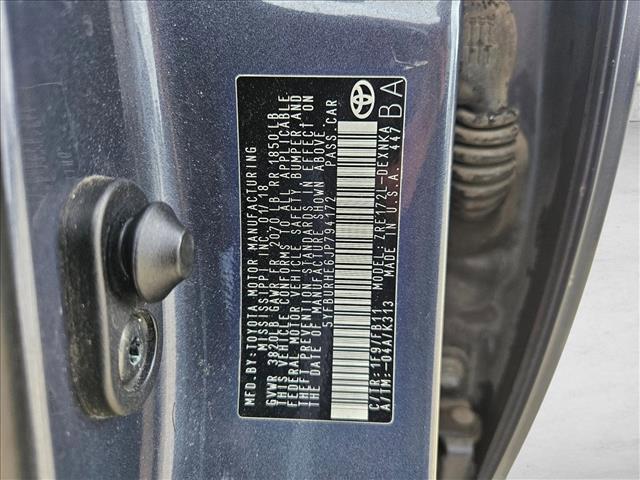 MFD.BY: TOYOTA MOTOR MANUFACTURING
MISSISSIPPI INC. 01/18
GVWR 3820LB GAWR FR 2070LB RR 1850LB
THIS VEHICLE CONFORMS TO ALL APPLICABLE
FEDERAL MOTOR VEHICLE SAFETY, BUMPER AND
THEFT PREVENTION STANDARDS IN EFFECT ON
THE DATE OF MANUFACTURE SHOWN ABOVE.
5YFBURHE6JP794172 PASS.CAR
C/TR:1F9/FB11 MODEL:ZRE172L-DEXNKA
A/TM:-04A/K313 MADE IN U.S.A. 447
BA